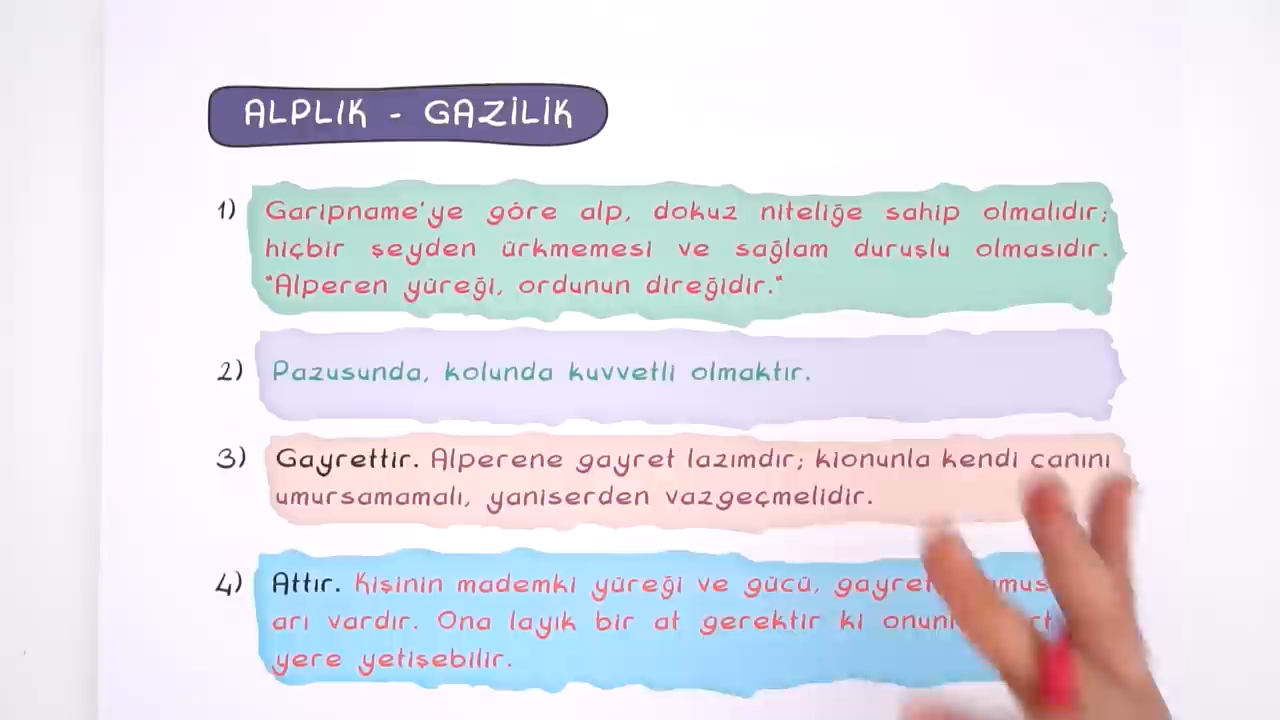 ALPLIK - GAZİLİK
1) Garipname'ye göre alp, dokuz niteliğe sahip olmalıdır;
hiçbir şeyden ürkmemesi ve sağlam duruşlu olmasıdır.
"Alperen yüreği, ordunun direğidir."
2) Pazusunda, kolunda kuvvetli olmaktır.
3) Gayrettir. Alperene gayret lazımdır; kionunla kendi canını
umursamamalı, yaniserden vazgeçmelidir.
4) Attır. Kişinin mademki yüreği ve gücü, gayret
arı vardır. Ona layık bir at gerektir ki
yere yetişebilir.